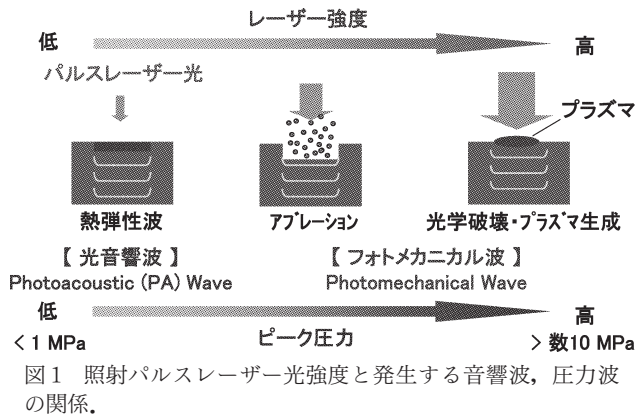 レーザー強度
低
高
パルスレーザー光
プラズマ
熱弾性波
アブレーション
光学破壊・プラズマ生成
【 光音響波 】
【 フォトメカニカル波 】
Photoacoustic (PA) Wave
Photomechanical Wave
低
高
< 1 MPa
ピーク圧力
> 数10 MPa
図1 照射パルスレーザー光強度と発生する音響波，圧力波
の関係．